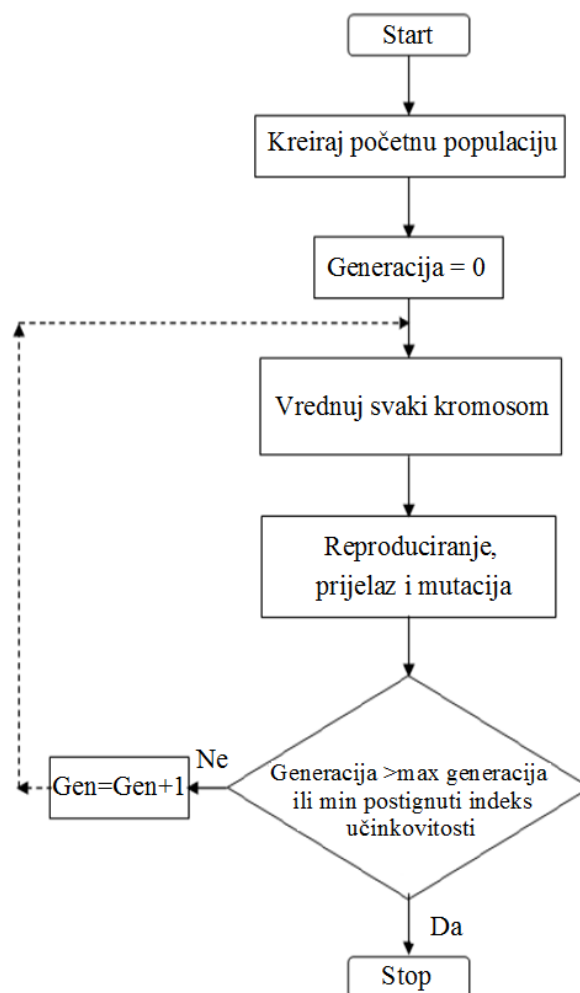 Start
Kreiraj početnu populaciju
Generacija = 0
Vrednuj svaki kromosom
Reproduciranje,
prijelaz i mutacija
Generacija >max generacija
ili min postignuti indeks
učinkovitosti
Ne
Gen=Gen+1
Da
Stop